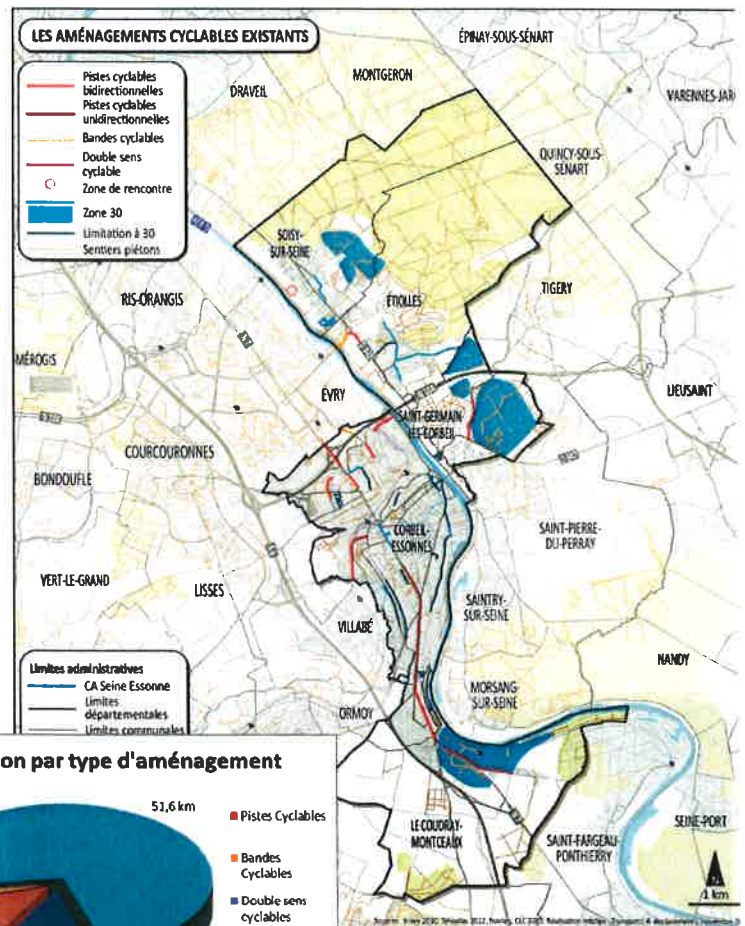 LES AMÉNAGEMENTS CYCLABLES EXISTANTS
Pistes cyclables
bidirectionnelles
Pistes cyclables
unidirectionnelles
Bandes cyclables
Double sens
cyclable
Zone de rencontre
Zone 30
Limitation à 30
Sentiers piétons
ÉPINAY-SOUS-SÉNART
MONTGERON
DRAVEIL
VARENNES-JAR
QUINCY-SOUS-
SÉNART
SOISY-
SUR-SEINE
ÉTIOLLES
TIGERY
RIS-ORANGIS
MÉROGIS
ÉVRY
LIEUSAINT
SAINT-GERMAIN
LÈS-CORBEIL
COURCOURONNES
BONDOUFLE
CORBEIL-
ESSONNES
SAINT-PIERRE-
DU-PERRAY
VERT-LE-GRAND
LISSES
SAINTRY-
SUR-SEINE
VILLABÉ
NANDY
MORSANG-
SUR-SEINE
ORMOY
Limites administratives
CA Seine Essonne
Limites
départementales
Limites communales
LE COUDRAY-
MONTCEAUX
SAINT-FARGEAU-
PONTHIERRY
SEINE-PORT
1 km
on par type d'aménagement
51,6 km
Pistes Cyclables
Bandes
Cyclables
Double sens
cyclables